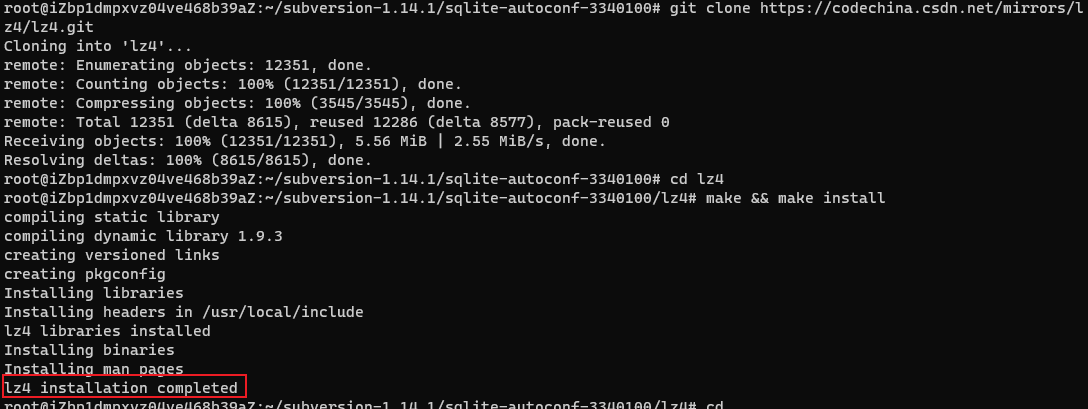 root@iZbp1dmpxvz04ve468b39aZ:~/subversion-1.14.1/sqlite-autoconf-3340100# git clone https://codechina.csdn.net/mirrors/l
z4/lz4.git
Cloning into 'lz4'...
remote: Enumerating objects: 12351, done.
remote: Counting objects: 100% (12351/12351), done.
remote: Compressing objects: 100% (3545/3545), done.
remote: Total 12351 (delta 8615), reused 12286 (delta 8577), pack-reused 0
Receiving objects: 100% (12351/12351), 5.56 MiB | 2.55 MiB/s, done.
Resolving deltas: 100% (8615/8615), done.
root@iZbp1dmpxvz04ve468b39aZ:~/subversion-1.14.1/sqlite-autoconf-3340100# cd lz4
root@iZbp1dmpxvz04ve468b39aZ:~/subversion-1.14.1/sqlite-autoconf-3340100/lz4# make && make install
compiling static library
compiling dynamic library 1.9.3
creating versioned links
creating pkgconfig
Installing libraries
Installing headers in /usr/local/include
lz4 libraries installed
Installing binaries
Installing man pages
lz4 installation completed
root@iZbp1dmpxvz04ve468b39aZ:~/subversion-1.14.1/sqlite-autoconf-3340100/lz4# cd